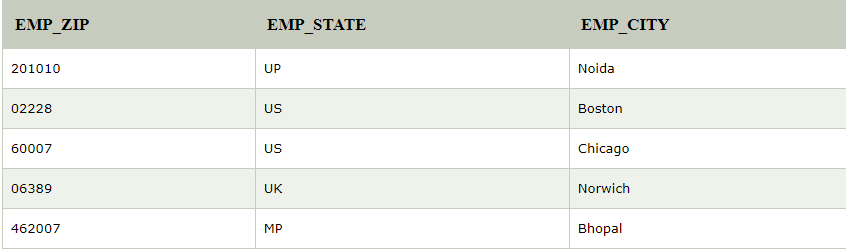 EMP_ZIP EMP_STATE EMP_CITY
201010 UP Noida
02228 US Boston
60007 US Chicago
06389 UK Norwich
462007 MP Bhopal